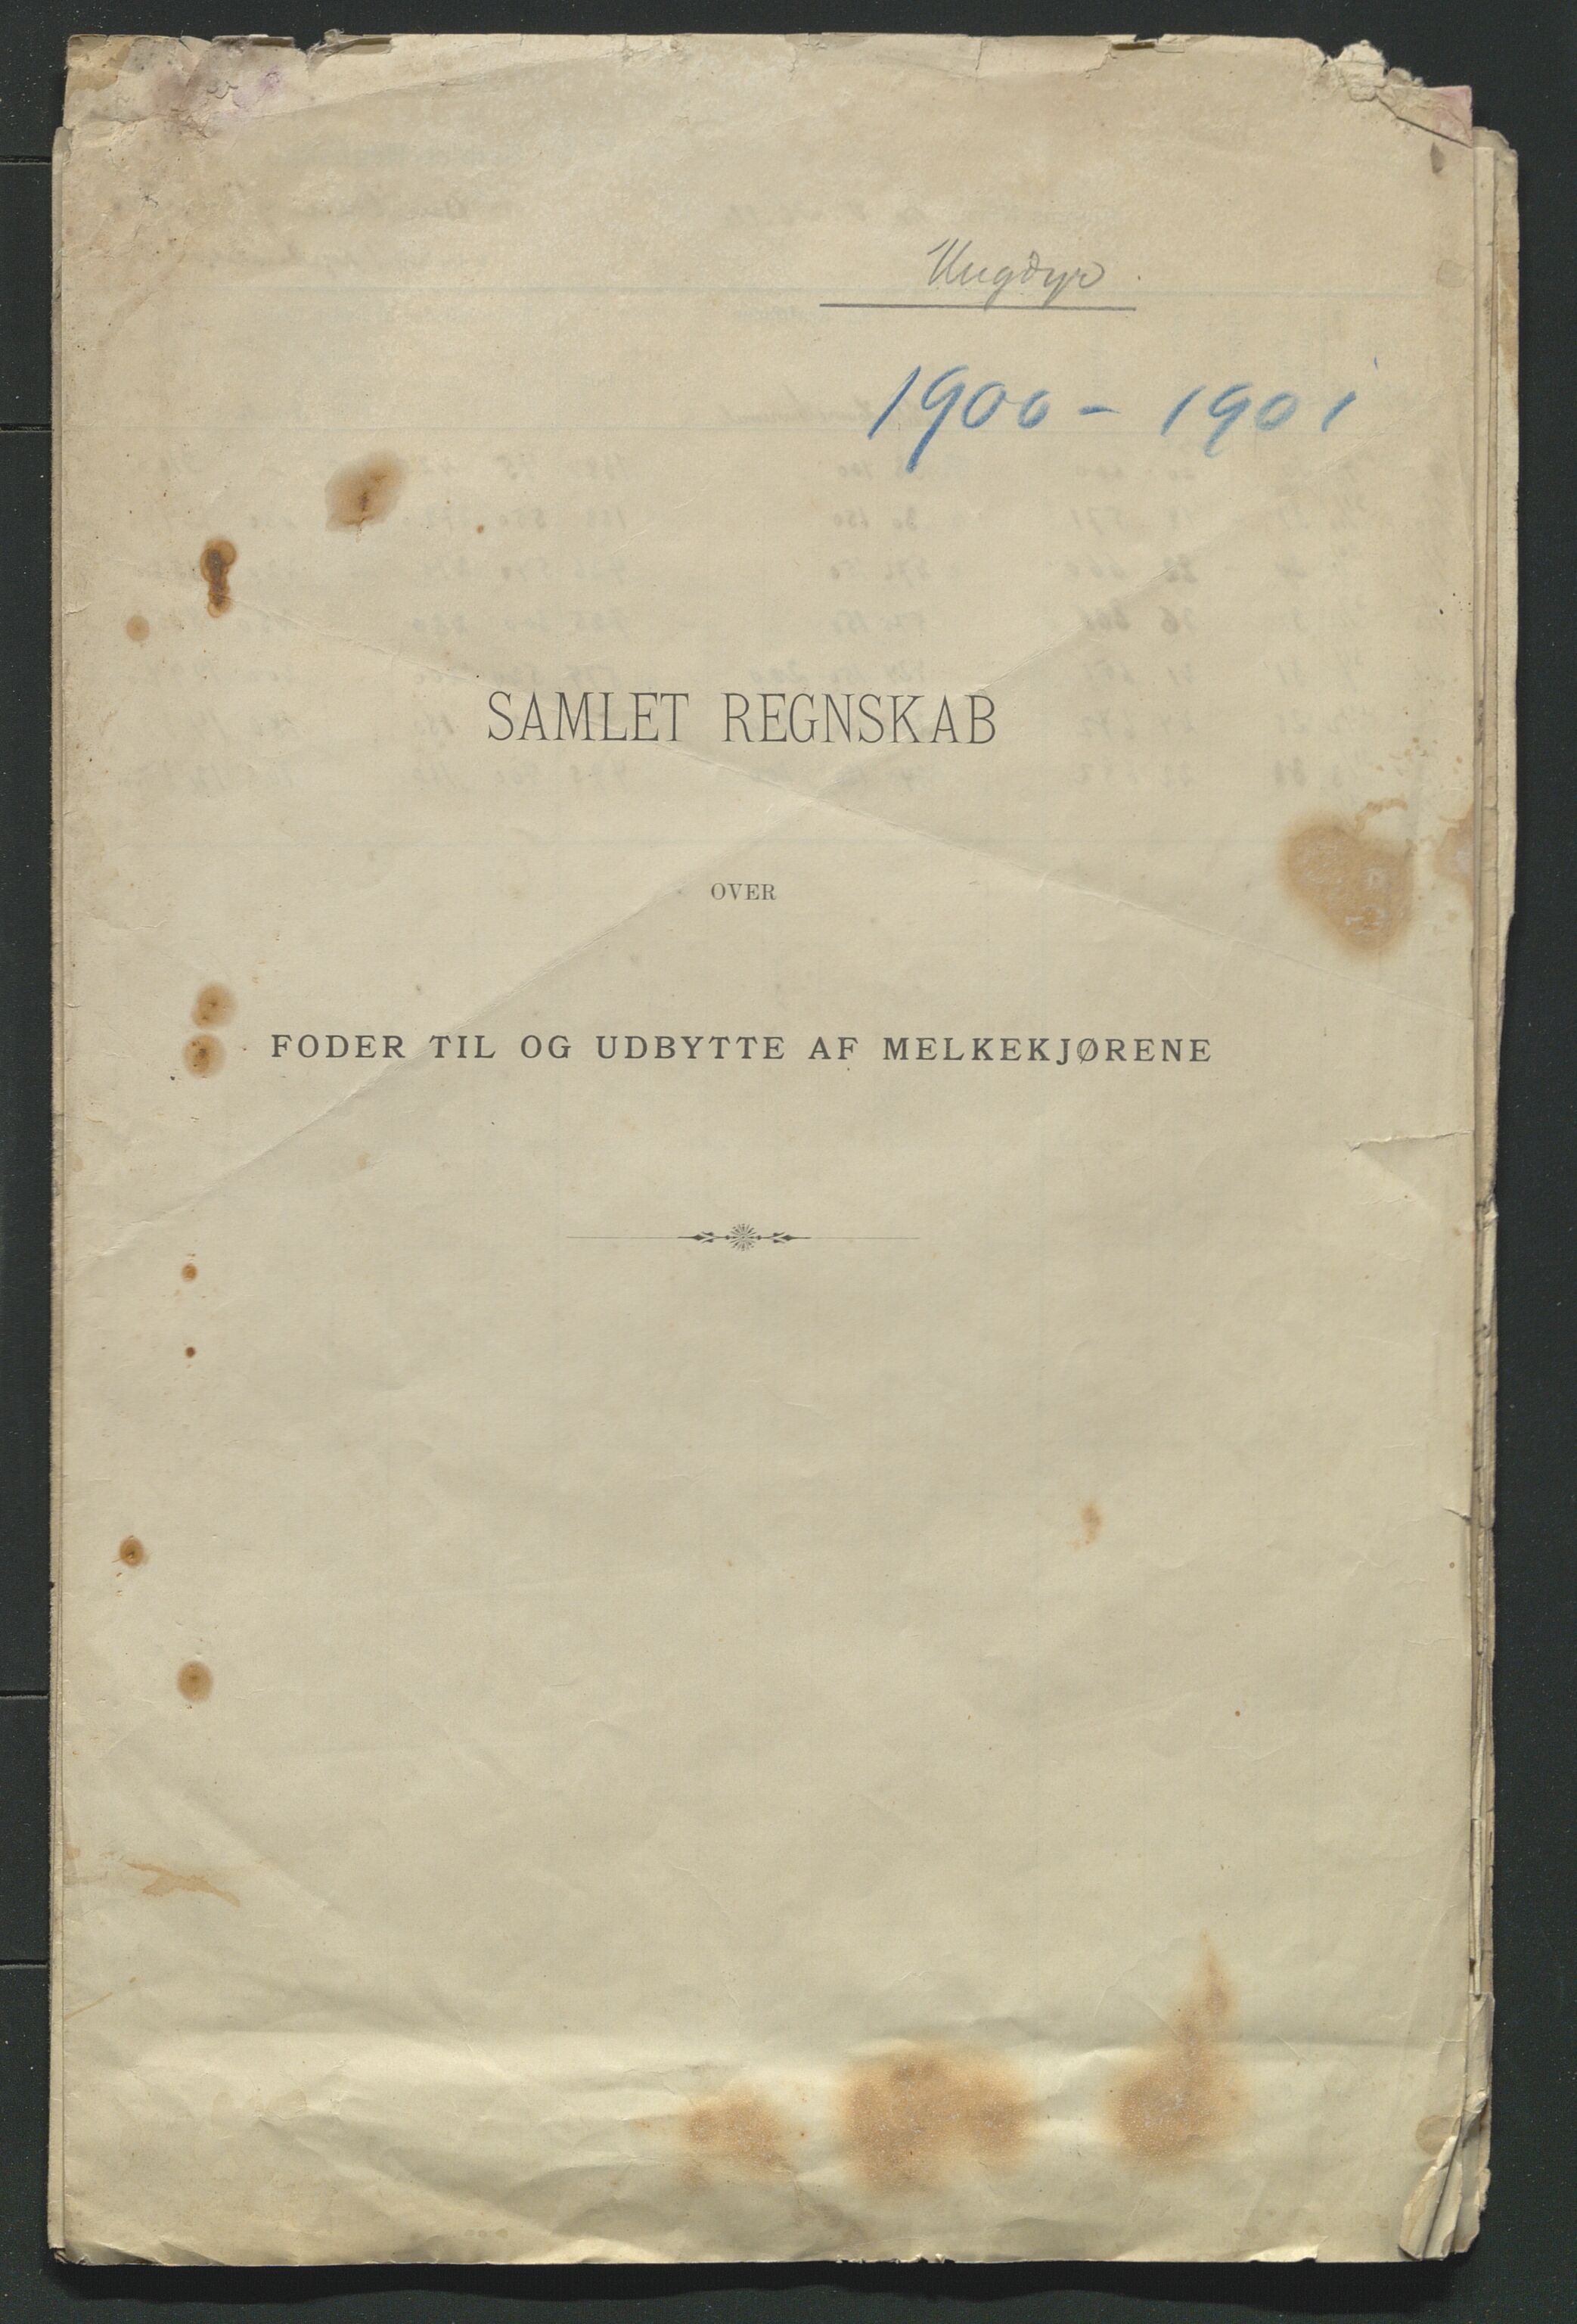 Ungdyr.
1900 - 1901
SAMLET REGNSKAB
OVER
FODER TIL OG UDBYTTE AF MELKEKJØRENE